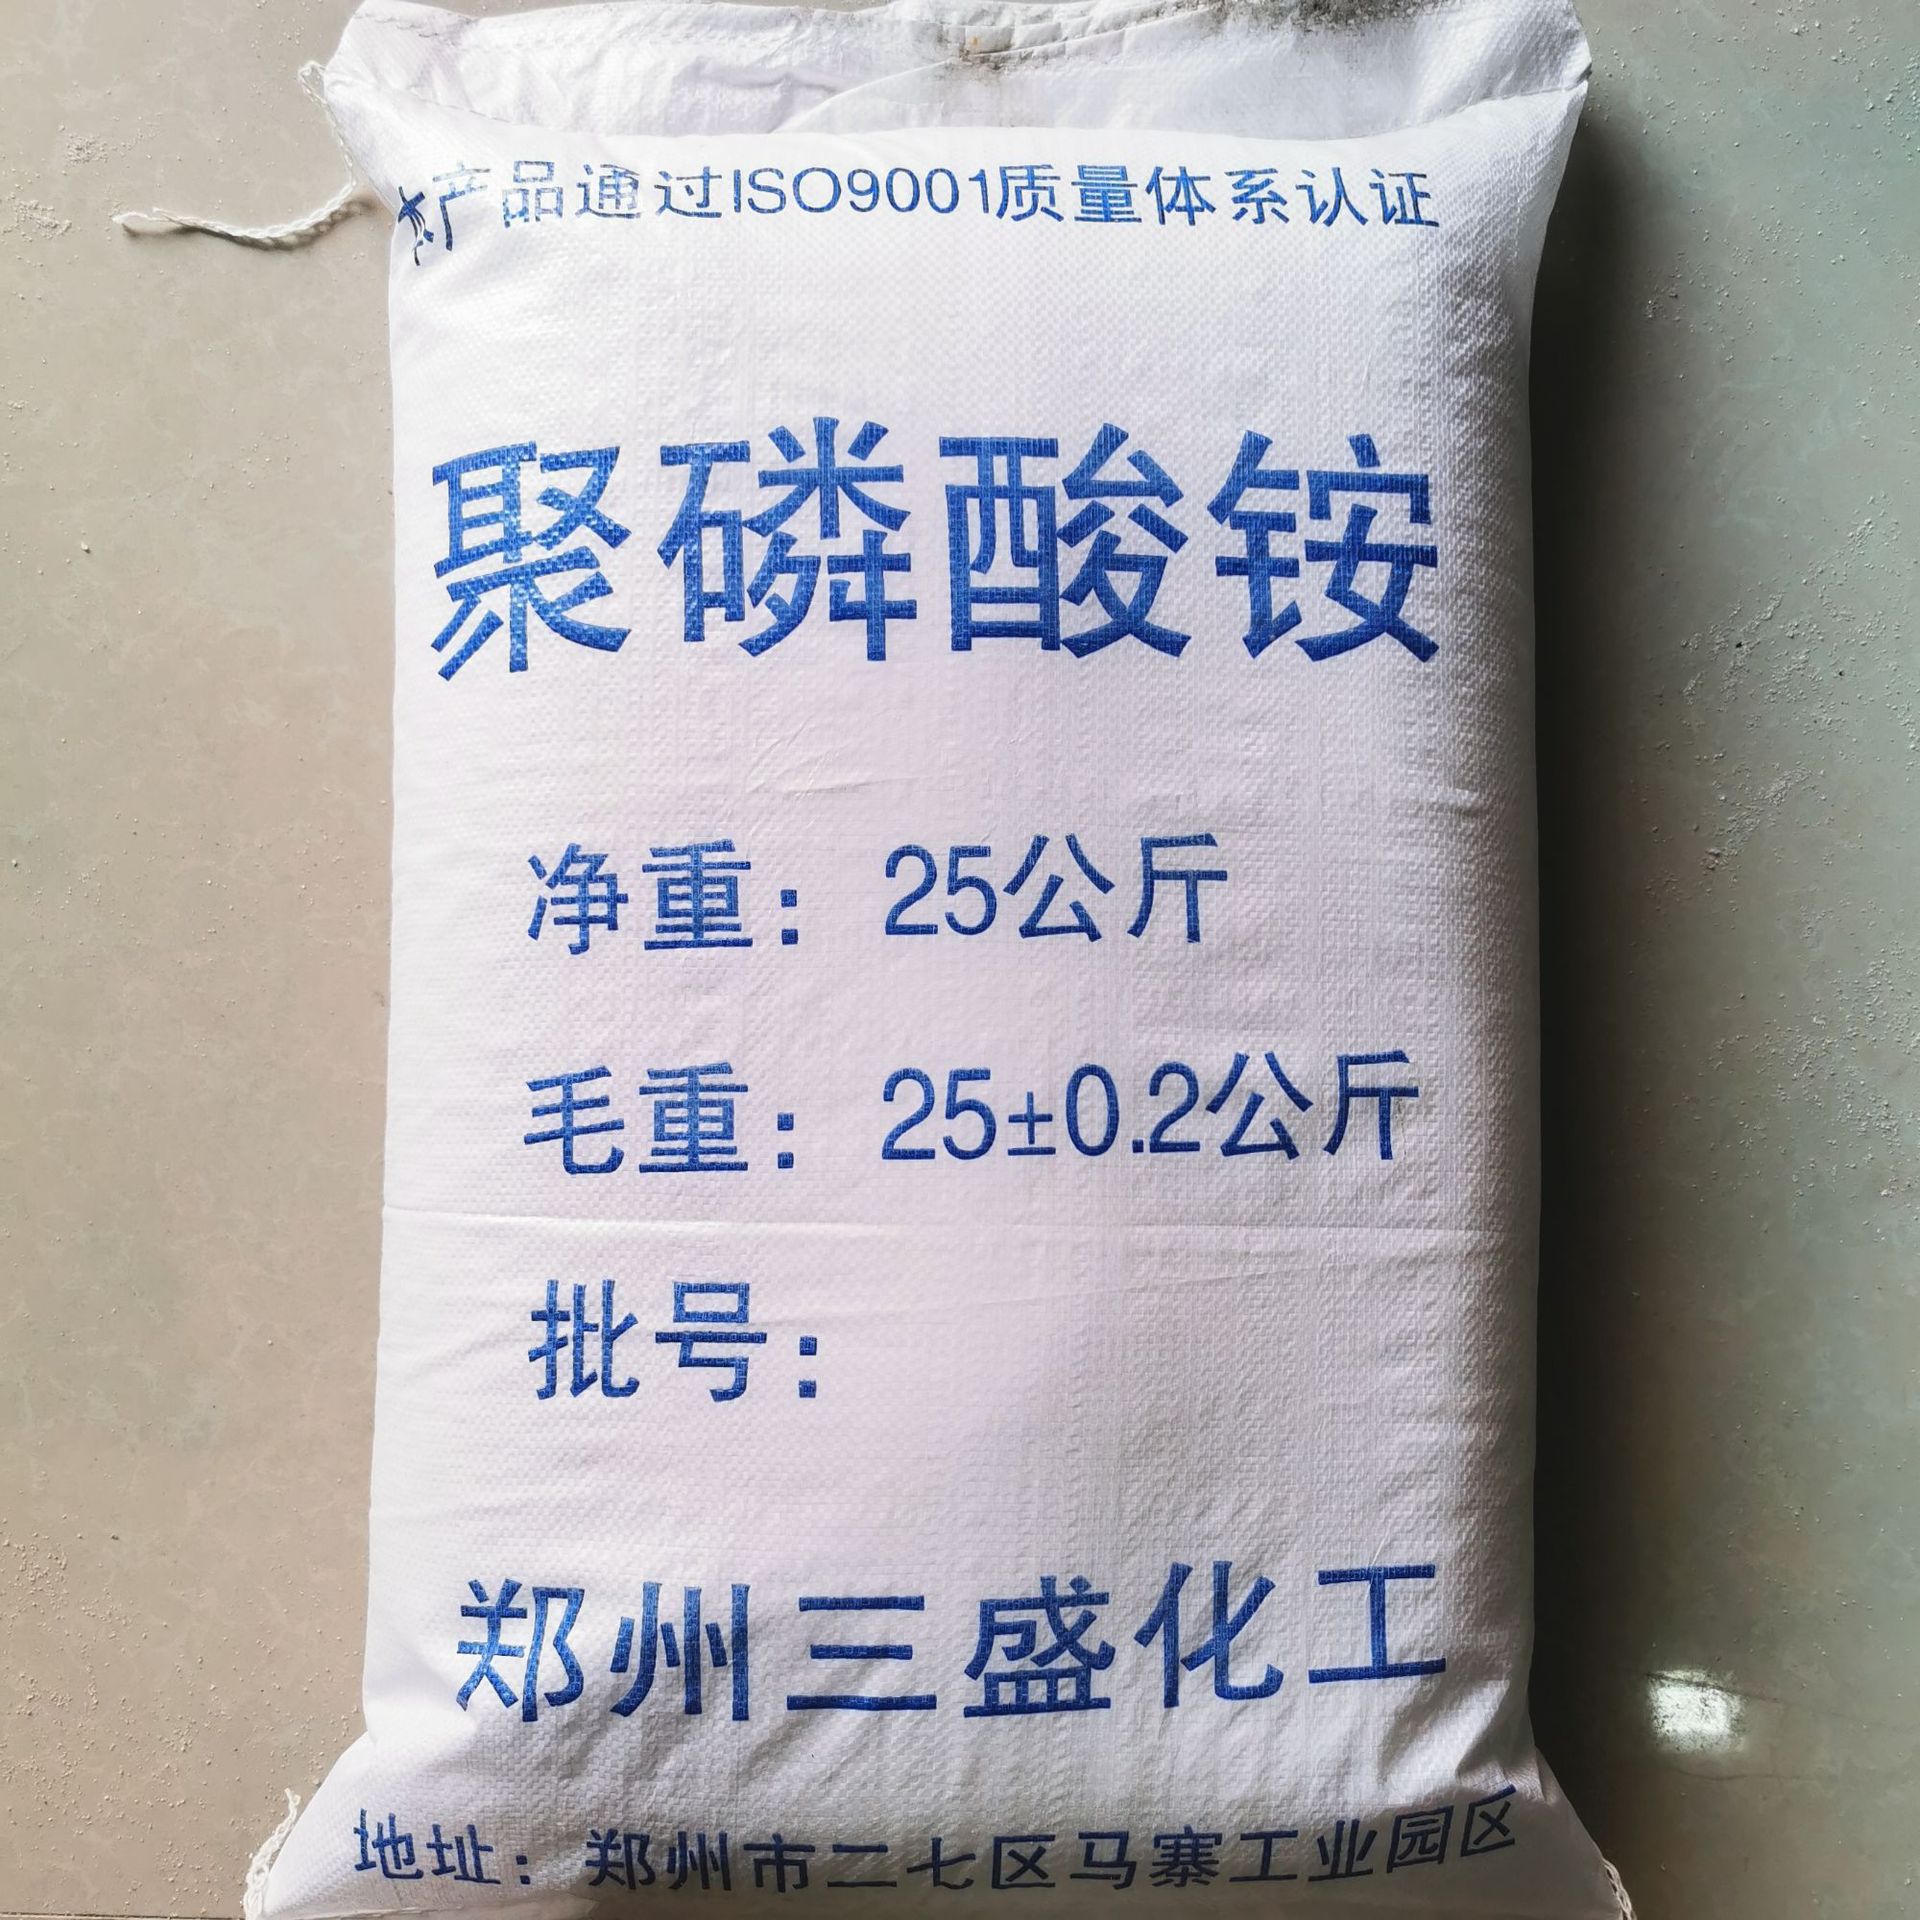 本产品通过ISO9001质量体系认证
聚磷酸铵
净重：25公斤
毛重：25±0.2公斤
批号：
郑州三盛化工
地址：郑州市二七区马寨工业园区